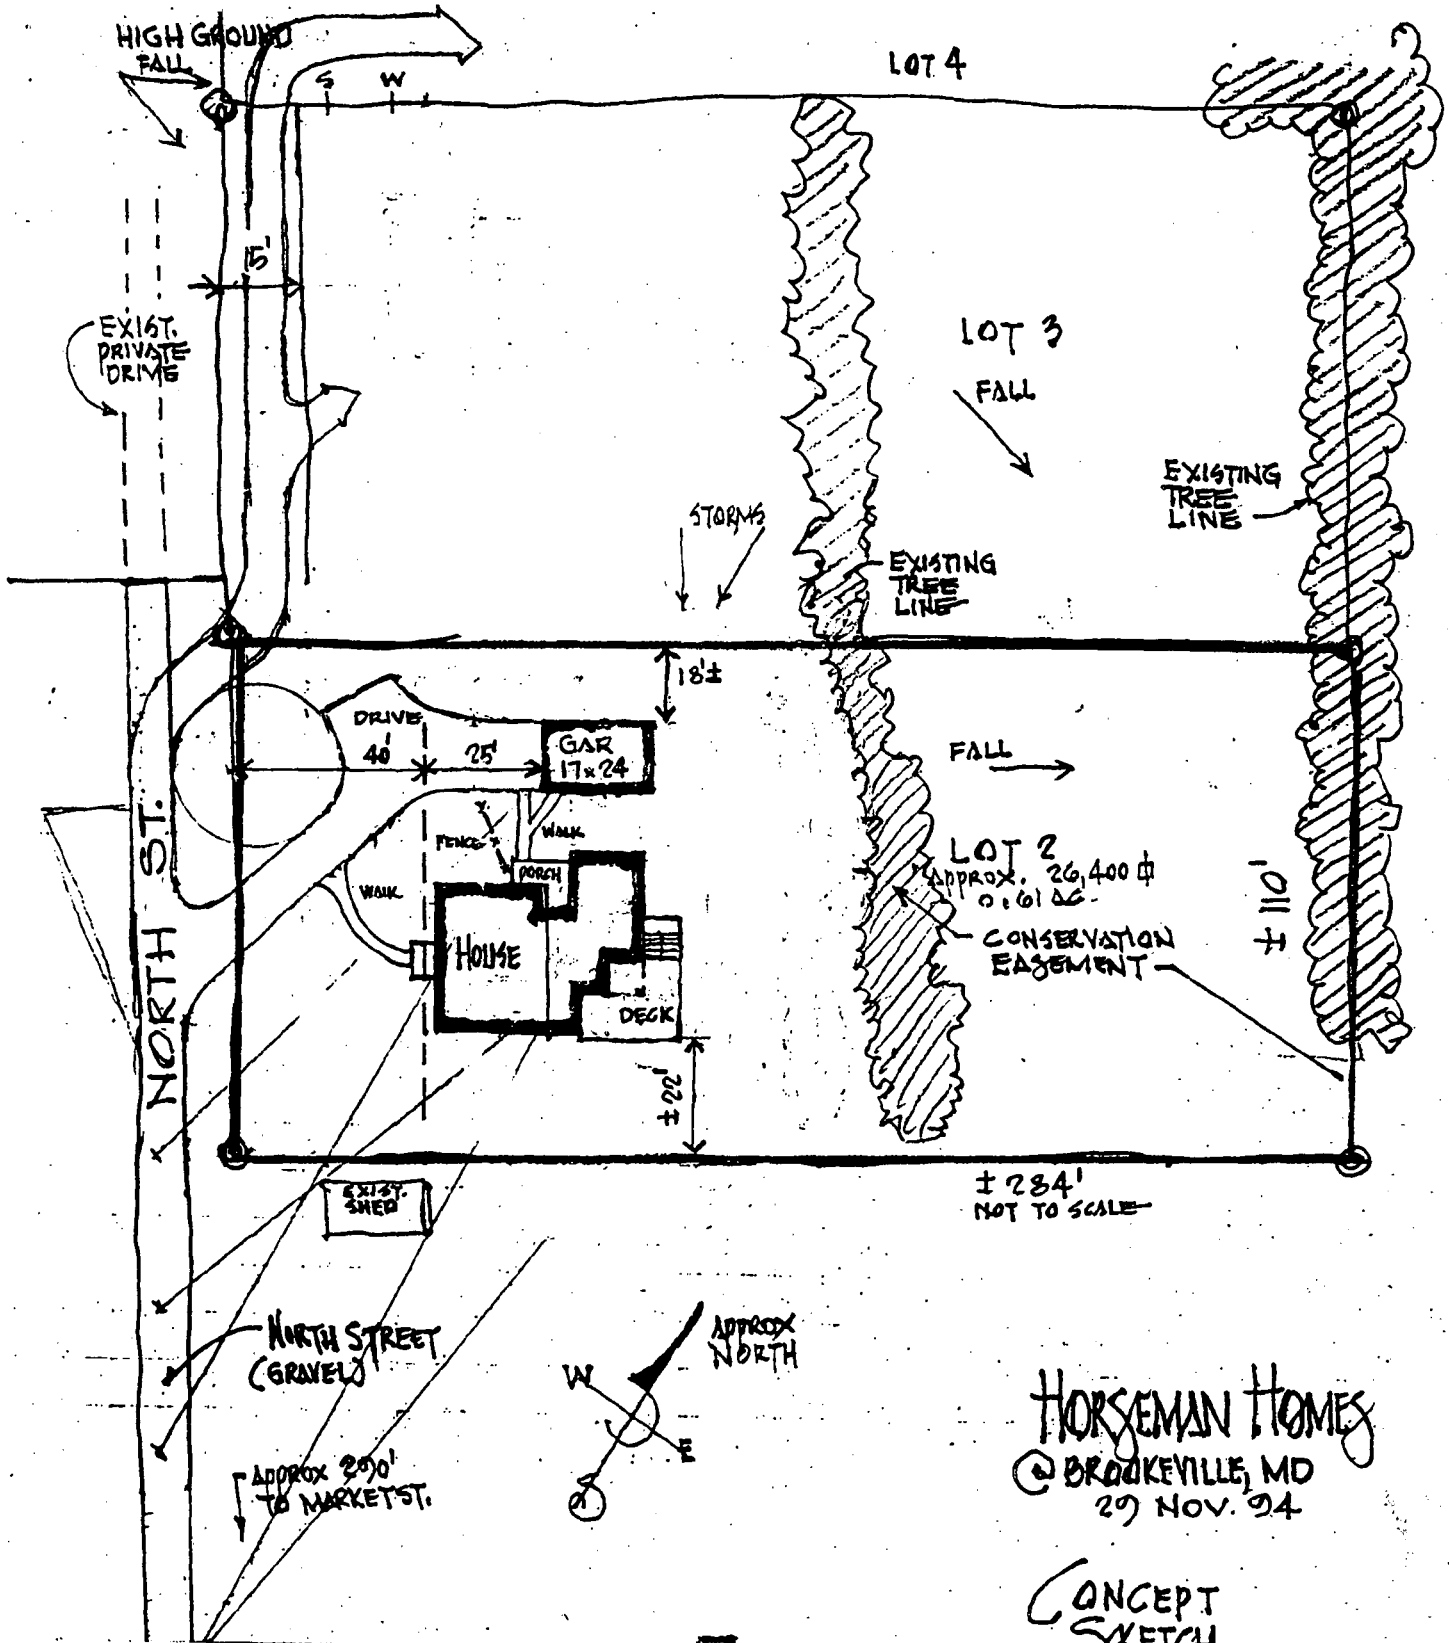 HIGH GROUND
FALL
S
W
LOT 4
15'
EXIST.
PRIVATE
DRIVE
LOT 3
FALL
EXISTING
TREE
LINE
STORMS
EXISTING
TREE
LINE
18'±
DRIVE
40'
25'
GAR
17x24
FALL
FENCE
WALK
PORCH
LOT 2
APPROX. 26,400
0.61 AC.
WALK
HOUSE
CONSERVATION
EASEMENT
± 110'
DECK
NORTH ST.
± 22'
± 284'
NOT TO SCALE
EXIST.
SHED
NORTH STREET
(GRAVEL)
APPROX
NORTH
W
E
S
APPROX 290'
TO MARKET ST.
HORSEMAN HOMES
@ BROOKEVILLE, MD
29 NOV. 94
CONCEPT
SKETCH